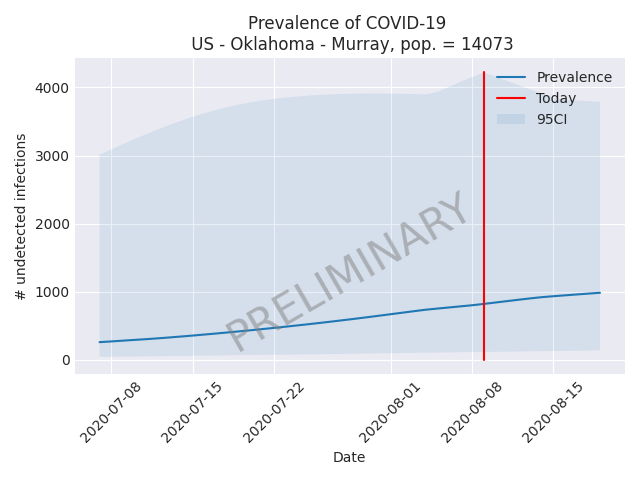 Prevalence of COVID-19
US - Oklahoma - Murray, pop. = 14073
Prevalence
Today
95CI
# undetected infections
4000
3000
2000
1000
0
PRELIMINARY
2020-07-08
2020-07-15
2020-07-22
2020-08-01
2020-08-08
2020-08-15
Date